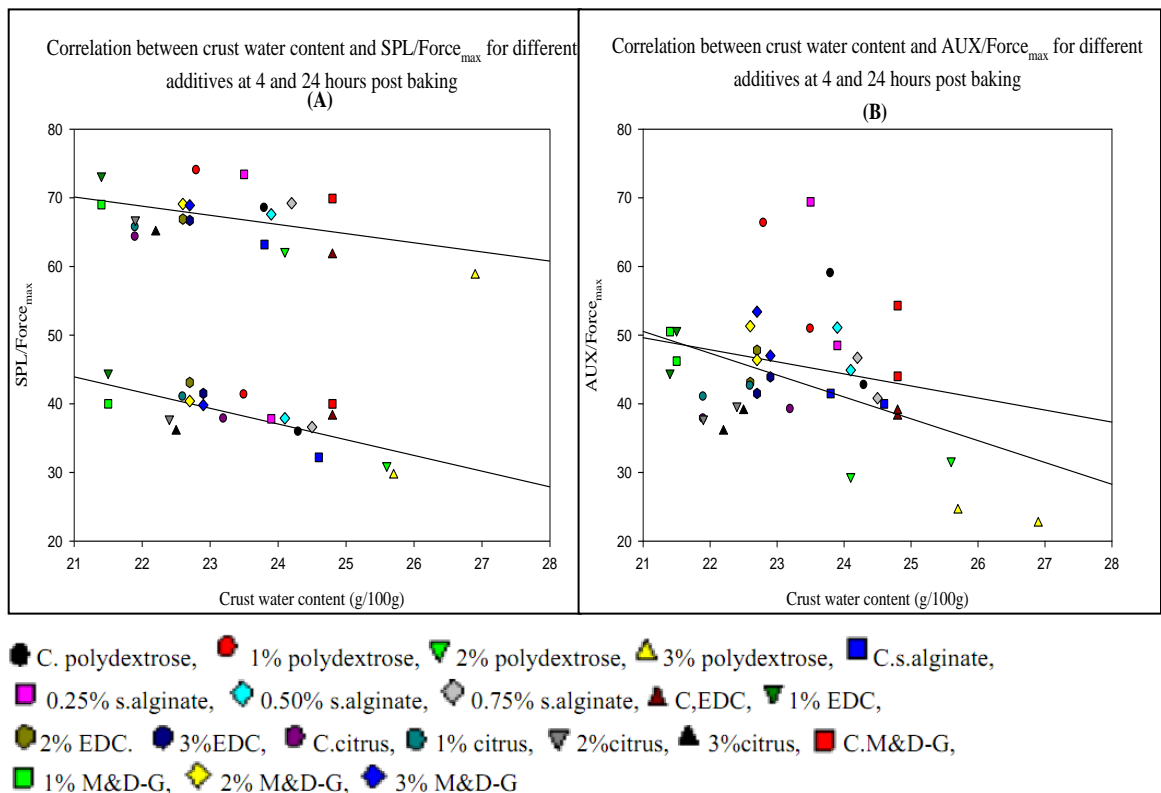 Correlation between crust water content and SPL/Forcemax for different
additives at 4 and 24 hours post baking
(A)
80
70
60
50
40
30
20
SPL/Forcemax
21 22 23 24 25 26 27 28
Crust water content (g/100g)
Correlation between crust water content and AUX/Forcemax for different
additives at 4 and 24 hours post baking
(B)
80
70
60
50
40
30
20
AUX/Forcemax
21 22 23 24 25 26 27 28
Crust water content (g/100g)
C. polydextrose, 1% polydextrose, 2% polydextrose, 3% polydextrose, C.s.alginate,
0.25% s.alginate, 0.50% s.alginate, 0.75% s.alginate, C,EDC, 1% EDC,
2% EDC. 3%EDC, C.citrus, 1% citrus, 2%citrus, 3%citrus, C.M&D-G,
1% M&D-G, 2% M&D-G, 3% M&D-G